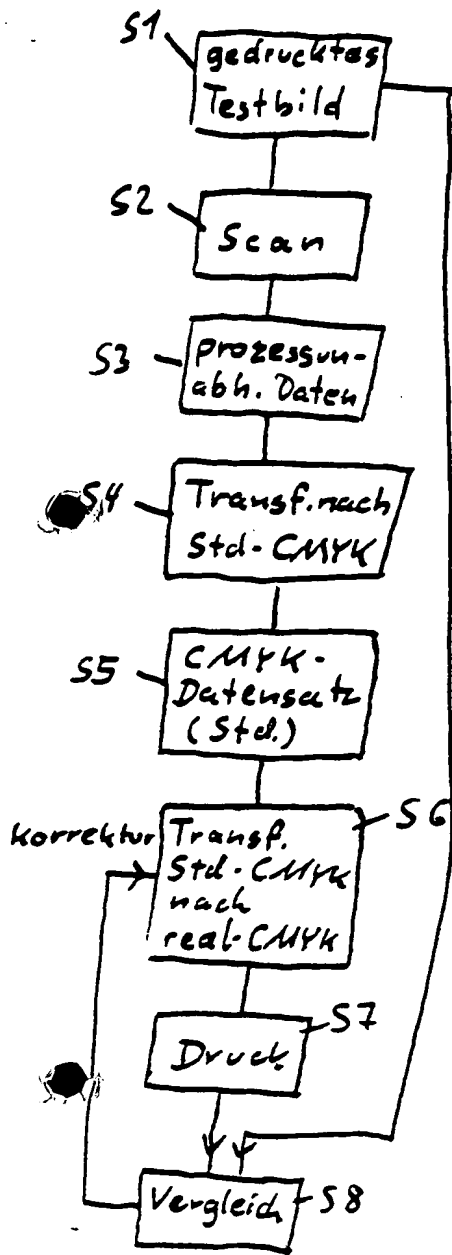 S1
gedrucktes
Testbild
S2
Scan
S3
prozessun-
abh. Daten
S4
Transf. nach
Std-CMYK
S5
CMYK-
Datensatz
(Std.)
S6
Korrektur
Transf.
Std-CMYK
nach
real-CMYK
S7
Druck
Vergleich
S8